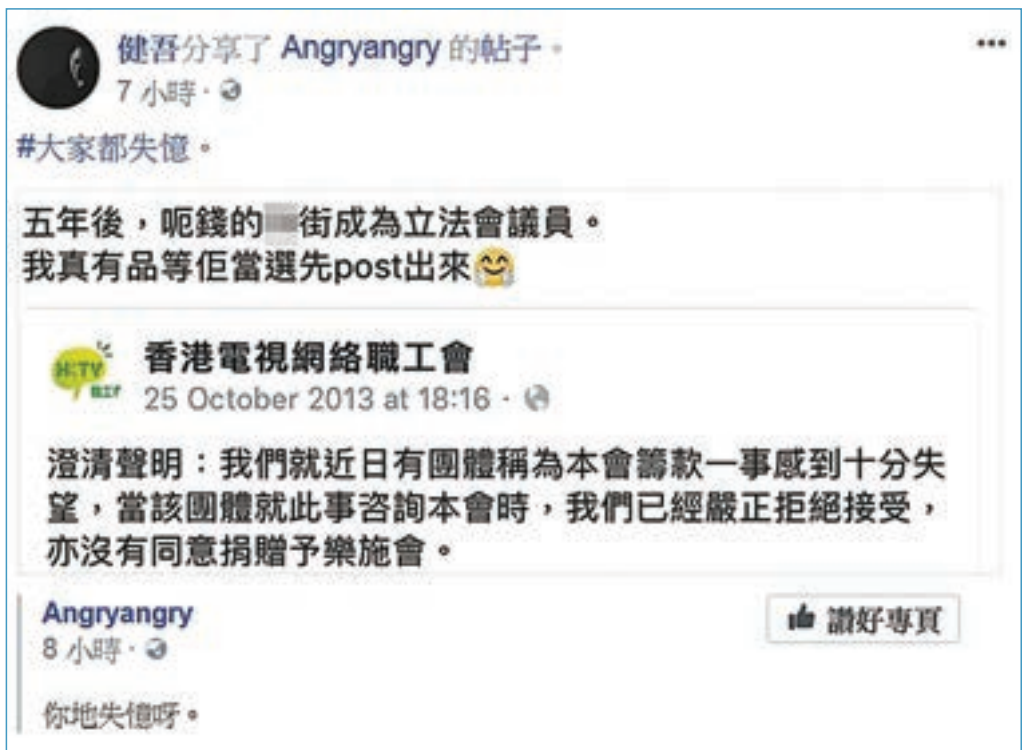 健吾分享了 Angryangry 的帖子。
7 小時 ·
#大家都失憶。
五年後，呃錢的街成為立法會議員。
我真有品等佢當選先post出來🤗
HKTV
香港電視網絡職工會
25 October 2013 at 18:16 ·
澄清聲明：我們就近日有團體稱為本會籌款一事感到十分失
望，當該團體就此事咨詢本會時，我們已經嚴正拒絕接受，
亦沒有同意捐贈予樂施會。
Angryangry
8 小時 ·
讚好專頁
你地失憶呀。